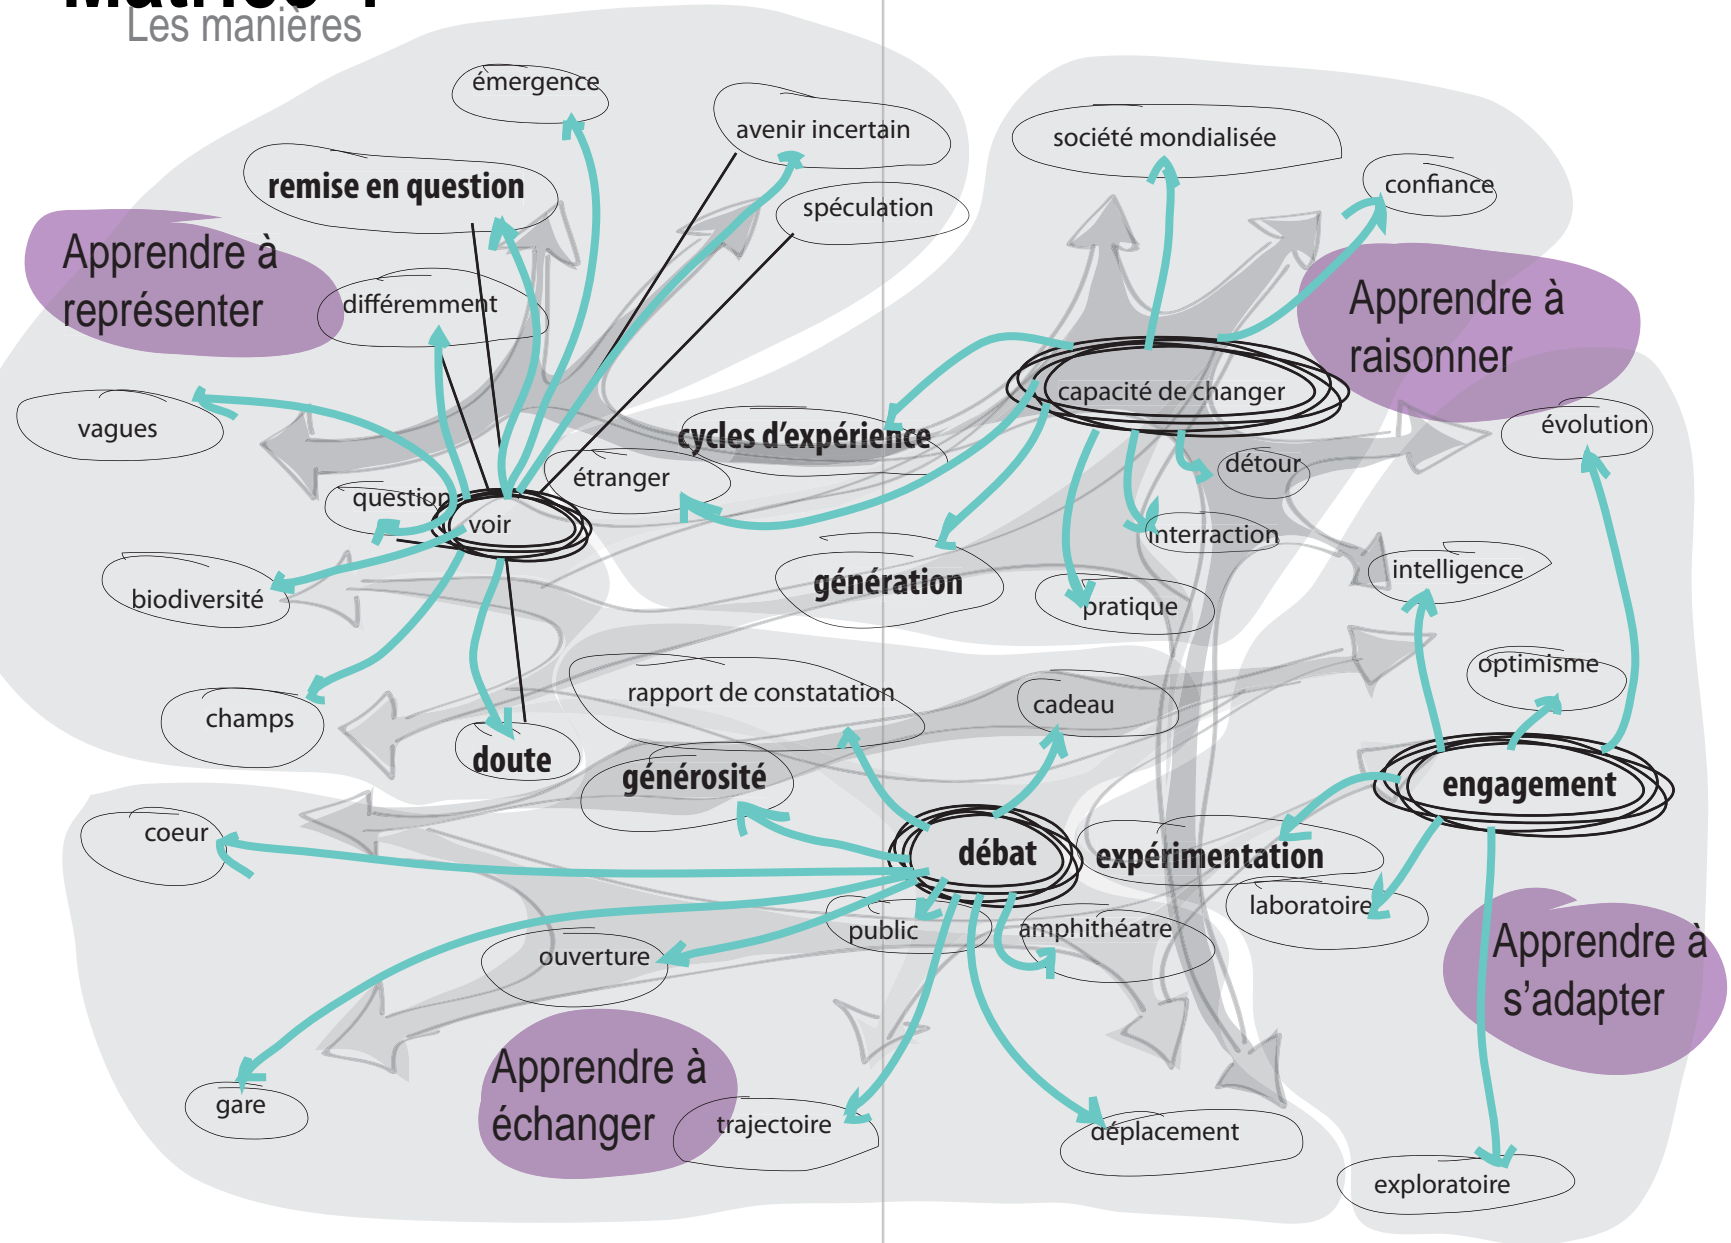 Les manières
émergence
avenir incertain
société mondialisée
confiance
remise en question
spéculation
Apprendre à
représenter
différemment
Apprendre à
raisonner
vagues
cycles d'expérience
capacité de changer
évolution
étranger
détour
question
voir
interraction
intelligence
biodiversité
génération
pratique
optimisme
rapport de constatation
cadeau
champs
doute
générosité
engagement
coeur
débat
expérimentation
laboratoire
public
amphithéatre
ouverture
Apprendre à
s'adapter
Apprendre à
échanger
gare
trajectoire
déplacement
exploratoire